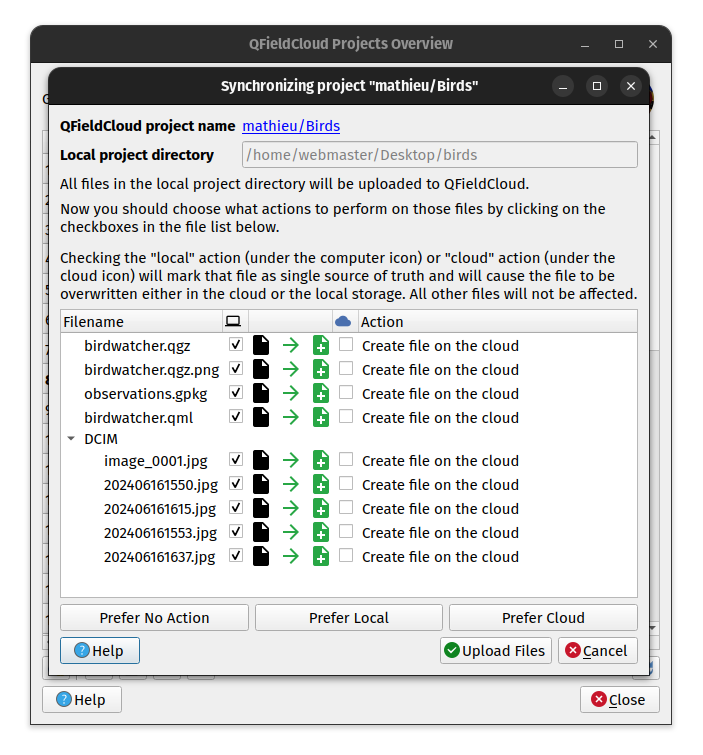 QFieldCloud Projects Overview
Synchronizing project "mathieu/Birds"
QFieldCloud project name mathieu/Birds
Local project directory /home/webmaster/Desktop/birds
All files in the local project directory will be uploaded to QFieldCloud.
Now you should choose what actions to perform on those files by clicking on the
checkboxes in the file list below.
Checking the "local" action (under the computer icon) or "cloud" action (under the
cloud icon) will mark that file as single source of truth and will cause the file to be
overwritten either in the cloud or the local storage. All other files will not be affected.
Filename Action
birdwatcher.qgz Create file on the cloud
birdwatcher.qgz.png Create file on the cloud
observations.gpkg Create file on the cloud
birdwatcher.qml Create file on the cloud
DCIM
image_0001.jpg Create file on the cloud
202406161550.jpg Create file on the cloud
202406161615.jpg Create file on the cloud
202406161553.jpg Create file on the cloud
202406161637.jpg Create file on the cloud
Prefer No Action Prefer Local Prefer Cloud
Help Upload Files Cancel
Help Close